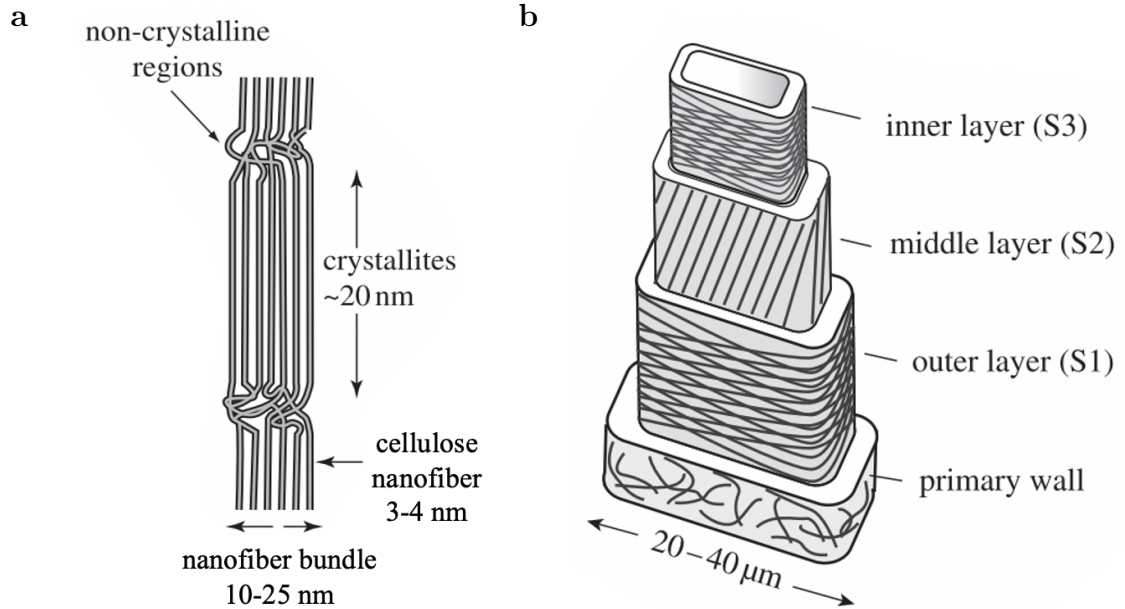 a
non-crystalline
regions
crystallites
~20 nm
cellulose
nanofiber
3-4 nm
nanofiber bundle
10-25 nm
b
inner layer (S3)
middle layer (S2)
outer layer (S1)
primary wall
20–40 μm